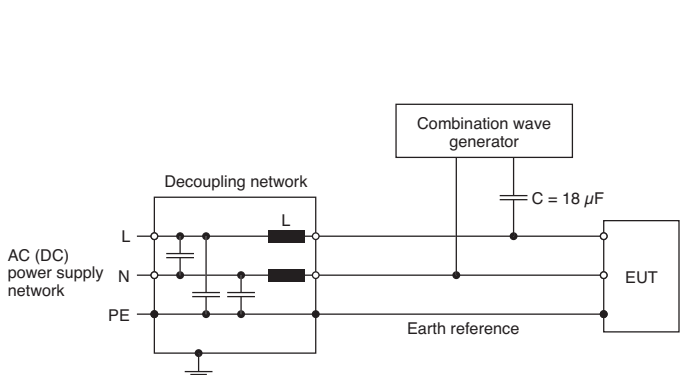 Combination wave
generator
Decoupling network
C = 18 µF
L
L
AC (DC)
power supply
network
N
EUT
PE
Earth reference